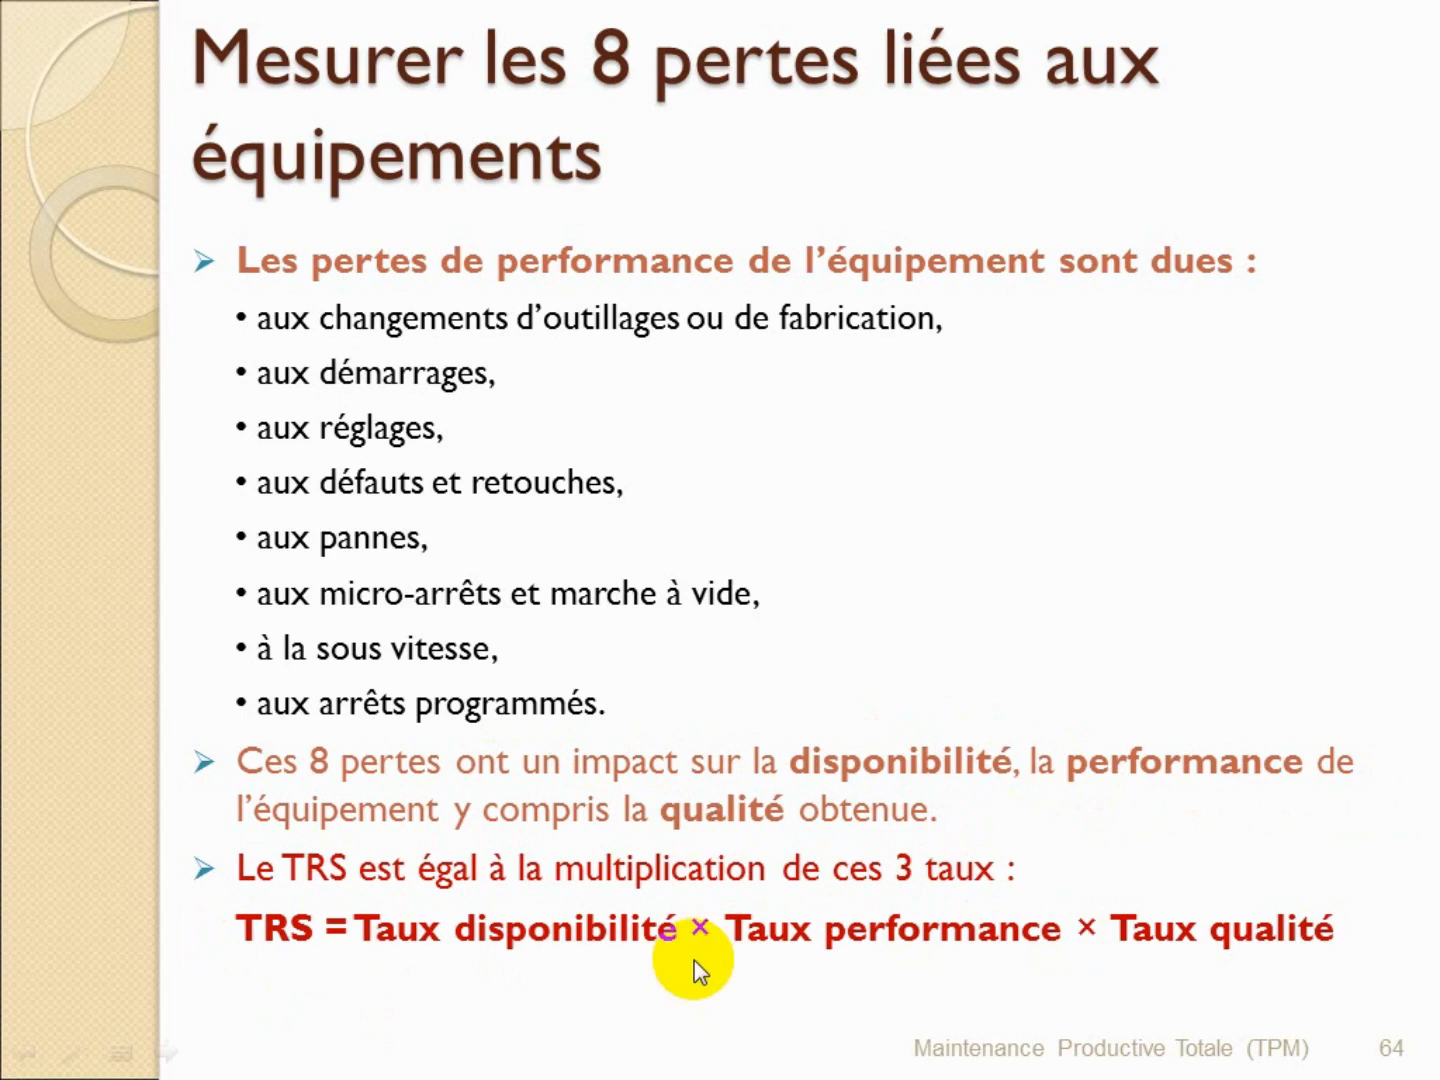 Mesurer les 8 pertes liées aux
équipements
➢ Les pertes de performance de l’équipement sont dues :
• aux changements d’outillages ou de fabrication,
• aux démarrages,
• aux réglages,
• aux défauts et retouches,
• aux pannes,
• aux micro-arrêts et marche à vide,
• à la sous vitesse,
• aux arrêts programmés.
➢ Ces 8 pertes ont un impact sur la disponibilité, la performance de
l’équipement y compris la qualité obtenue.
➢ Le TRS est égal à la multiplication de ces 3 taux :
TRS = Taux disponibilité × Taux performance × Taux qualité
Maintenance Productive Totale (TPM) 64